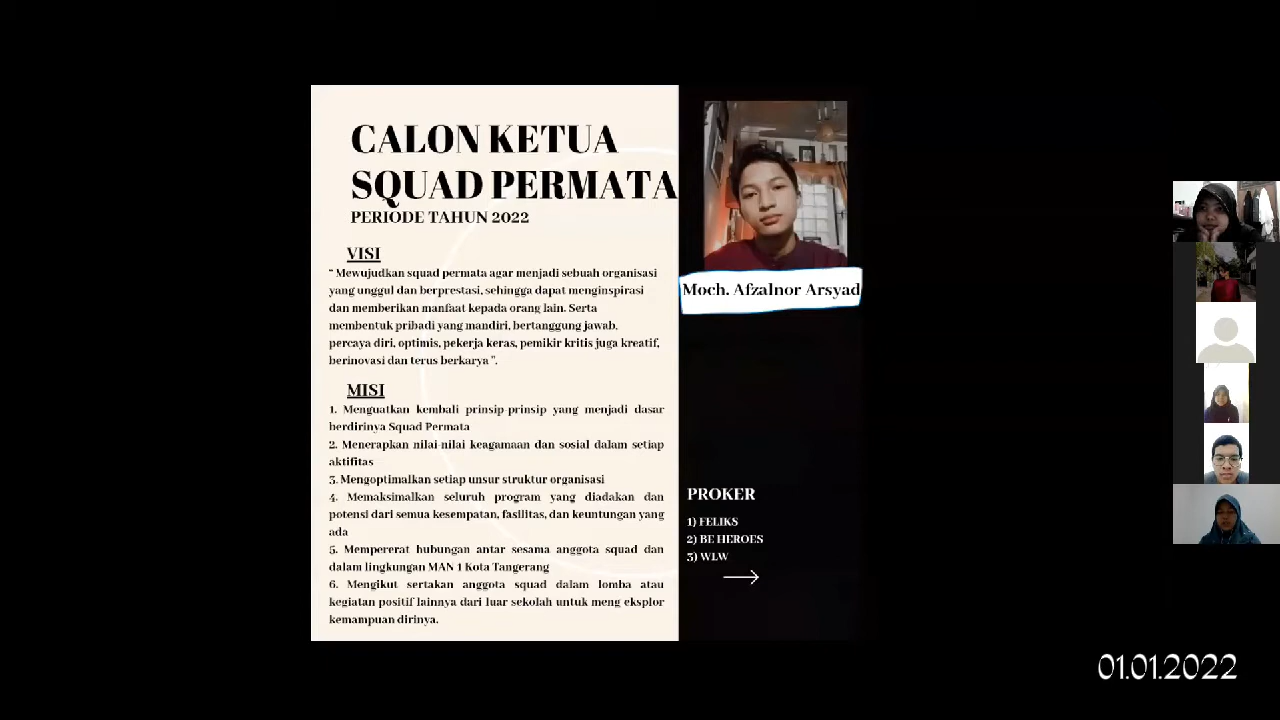 CALON KETUA
SQUAD PERMATA
PERIODE TAHUN 2022
VISI
“ Mewujudkan squad permata agar menjadi sebuah organisasi
yang unggul dan berprestasi, sehingga dapat menginspirasi
dan memberikan manfaat kepada orang lain. Serta
membentuk pribadi yang mandiri, bertanggung jawab,
percaya diri, optimis, pekerja keras, pemikir kritis juga kreatif,
berinovasi dan terus berkarya ”.
MISI
1. Menguatkan kembali prinsip-prinsip yang menjadi dasar
berdirinya Squad Permata
2. Menerapkan nilai-nilai keagamaan dan sosial dalam setiap
aktifitas
3. Mengoptimalkan setiap unsur struktur organisasi
4. Memaksimalkan seluruh program yang diadakan dan
potensi dari semua kesempatan, fasilitas, dan keuntungan yang
ada
5. Mempererat hubungan antar sesama anggota squad dan
dalam lingkungan MAN 1 Kota Tangerang
6. Mengikut sertakan anggota squad dalam lomba atau
kegiatan positif lainnya dari luar sekolah untuk meng eksplor
kemampuan dirinya.
Moch. Afzalnor Arsyad
PROKER
1) FELIKS
2) BE HEROES
3) WLW
01.01.2022